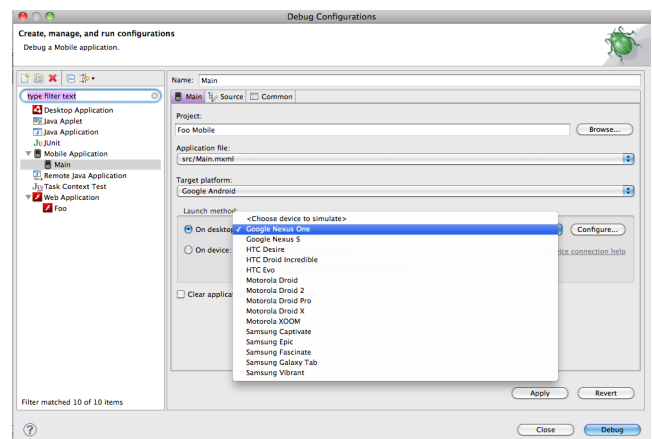 Debug Configurations
Create, manage, and run configurations
Debug a Mobile application.
type filter text
Desktop Application
Java Applet
Java Application
Ju JUnit
Mobile Application
Main
Remote Java Application
Ju Task Context Test
Web Application
Foo
Filter matched 10 of 10 items
Name: Main
Main Source Common
Project:
Foo Mobile
Browse...
Application file:
src/Main.mxml
Target platform:
Google Android
Launch method:
On desktop
Configure...
On device:
device connection help
Clear applica
<Choose device to simulate>
✓ Google Nexus One
Google Nexus S
HTC Desire
HTC Droid Incredible
HTC Evo
Motorola Droid
Motorola Droid 2
Motorola Droid Pro
Motorola Droid X
Motorola XOOM
Samsung Captivate
Samsung Epic
Samsung Fascinate
Samsung Galaxy Tab
Samsung Vibrant
Apply Revert
? Close Debug